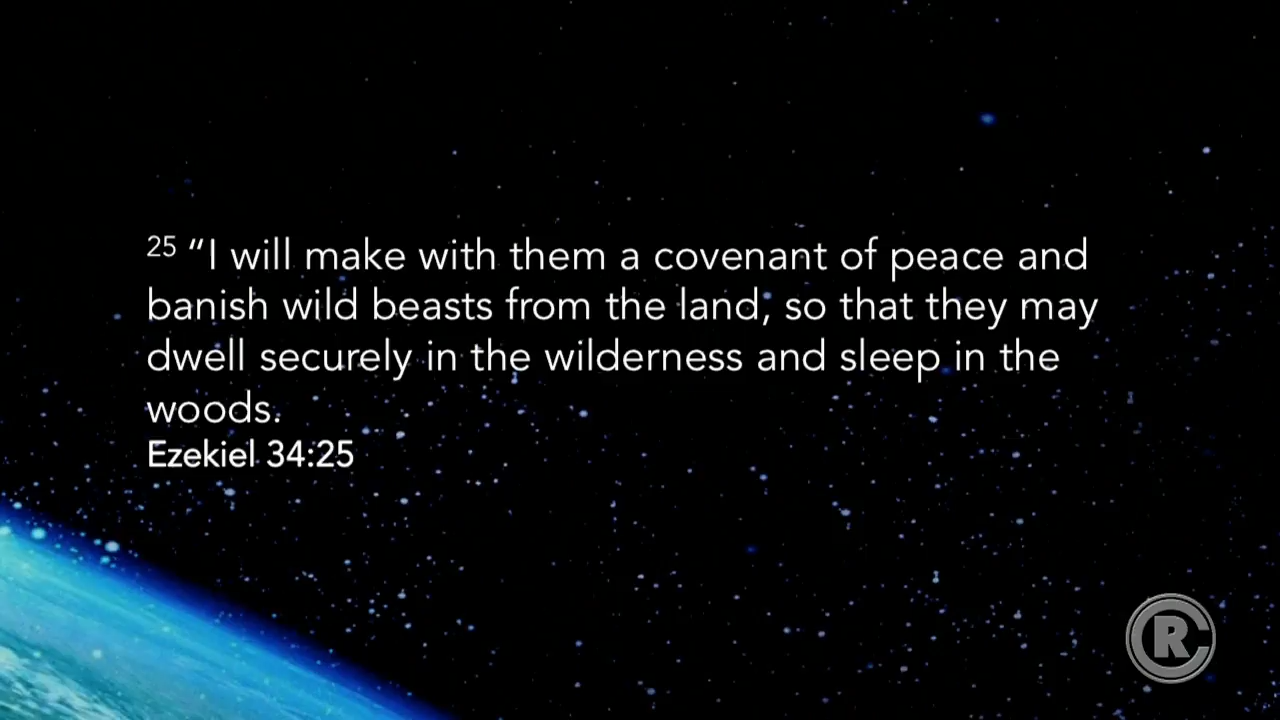 25 “I will make with them a covenant of peace and
banish wild beasts from the land, so that they may
dwell securely in the wilderness and sleep in the
woods.
Ezekiel 34:25
CR